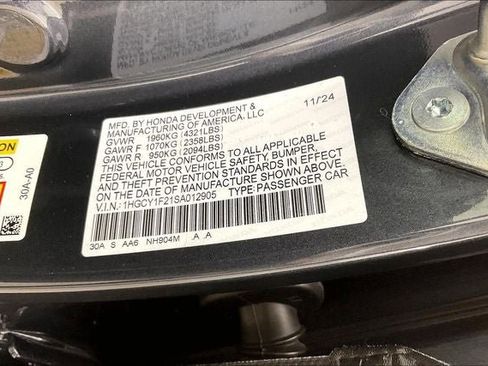 MFD. BY HONDA DEVELOPMENT &
MANUFACTURING OF AMERICA, LLC 11/24
GVWR 1960KG (4321LBS)
GAWR F 1070KG (2358LBS)
GAWR R 950KG (2094LBS)
THIS VEHICLE CONFORMS TO ALL APPLICABLE
FEDERAL MOTOR VEHICLE SAFETY, BUMPER,
AND THEFT PREVENTION STANDARDS IN EFFECT
ON THE DATE OF MANUFACTURE SHOWN ABOVE.
V.I.N.: 1HGCY1F21SA012905 TYPE: PASSENGER CAR
30A S AA6 NH904M A A
30A-A0